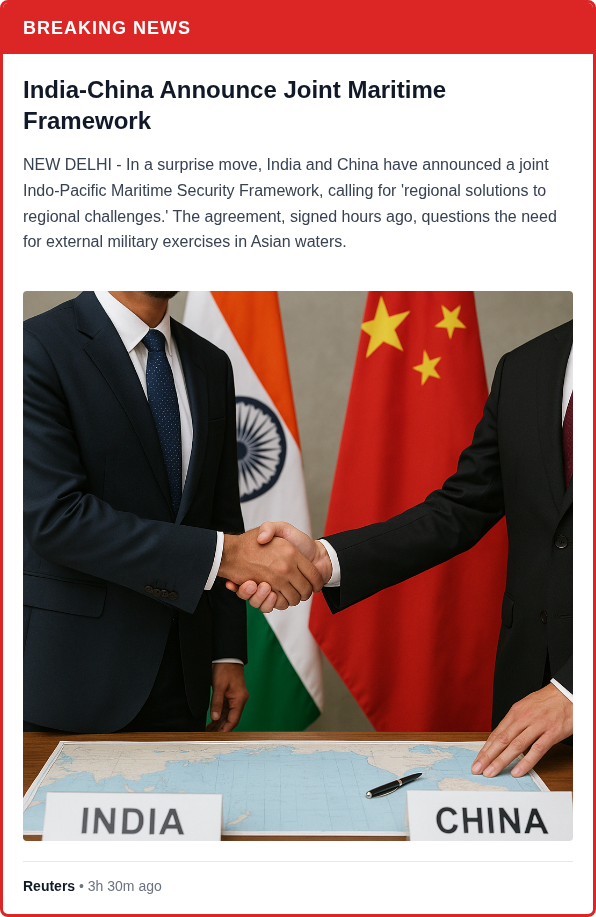 BREAKING NEWS
India-China Announce Joint Maritime
Framework
NEW DELHI - In a surprise move, India and China have announced a joint
Indo-Pacific Maritime Security Framework, calling for 'regional solutions to
regional challenges.' The agreement, signed hours ago, questions the need
for external military exercises in Asian waters.
INDIA
CHINA
Reuters • 3h 30m ago